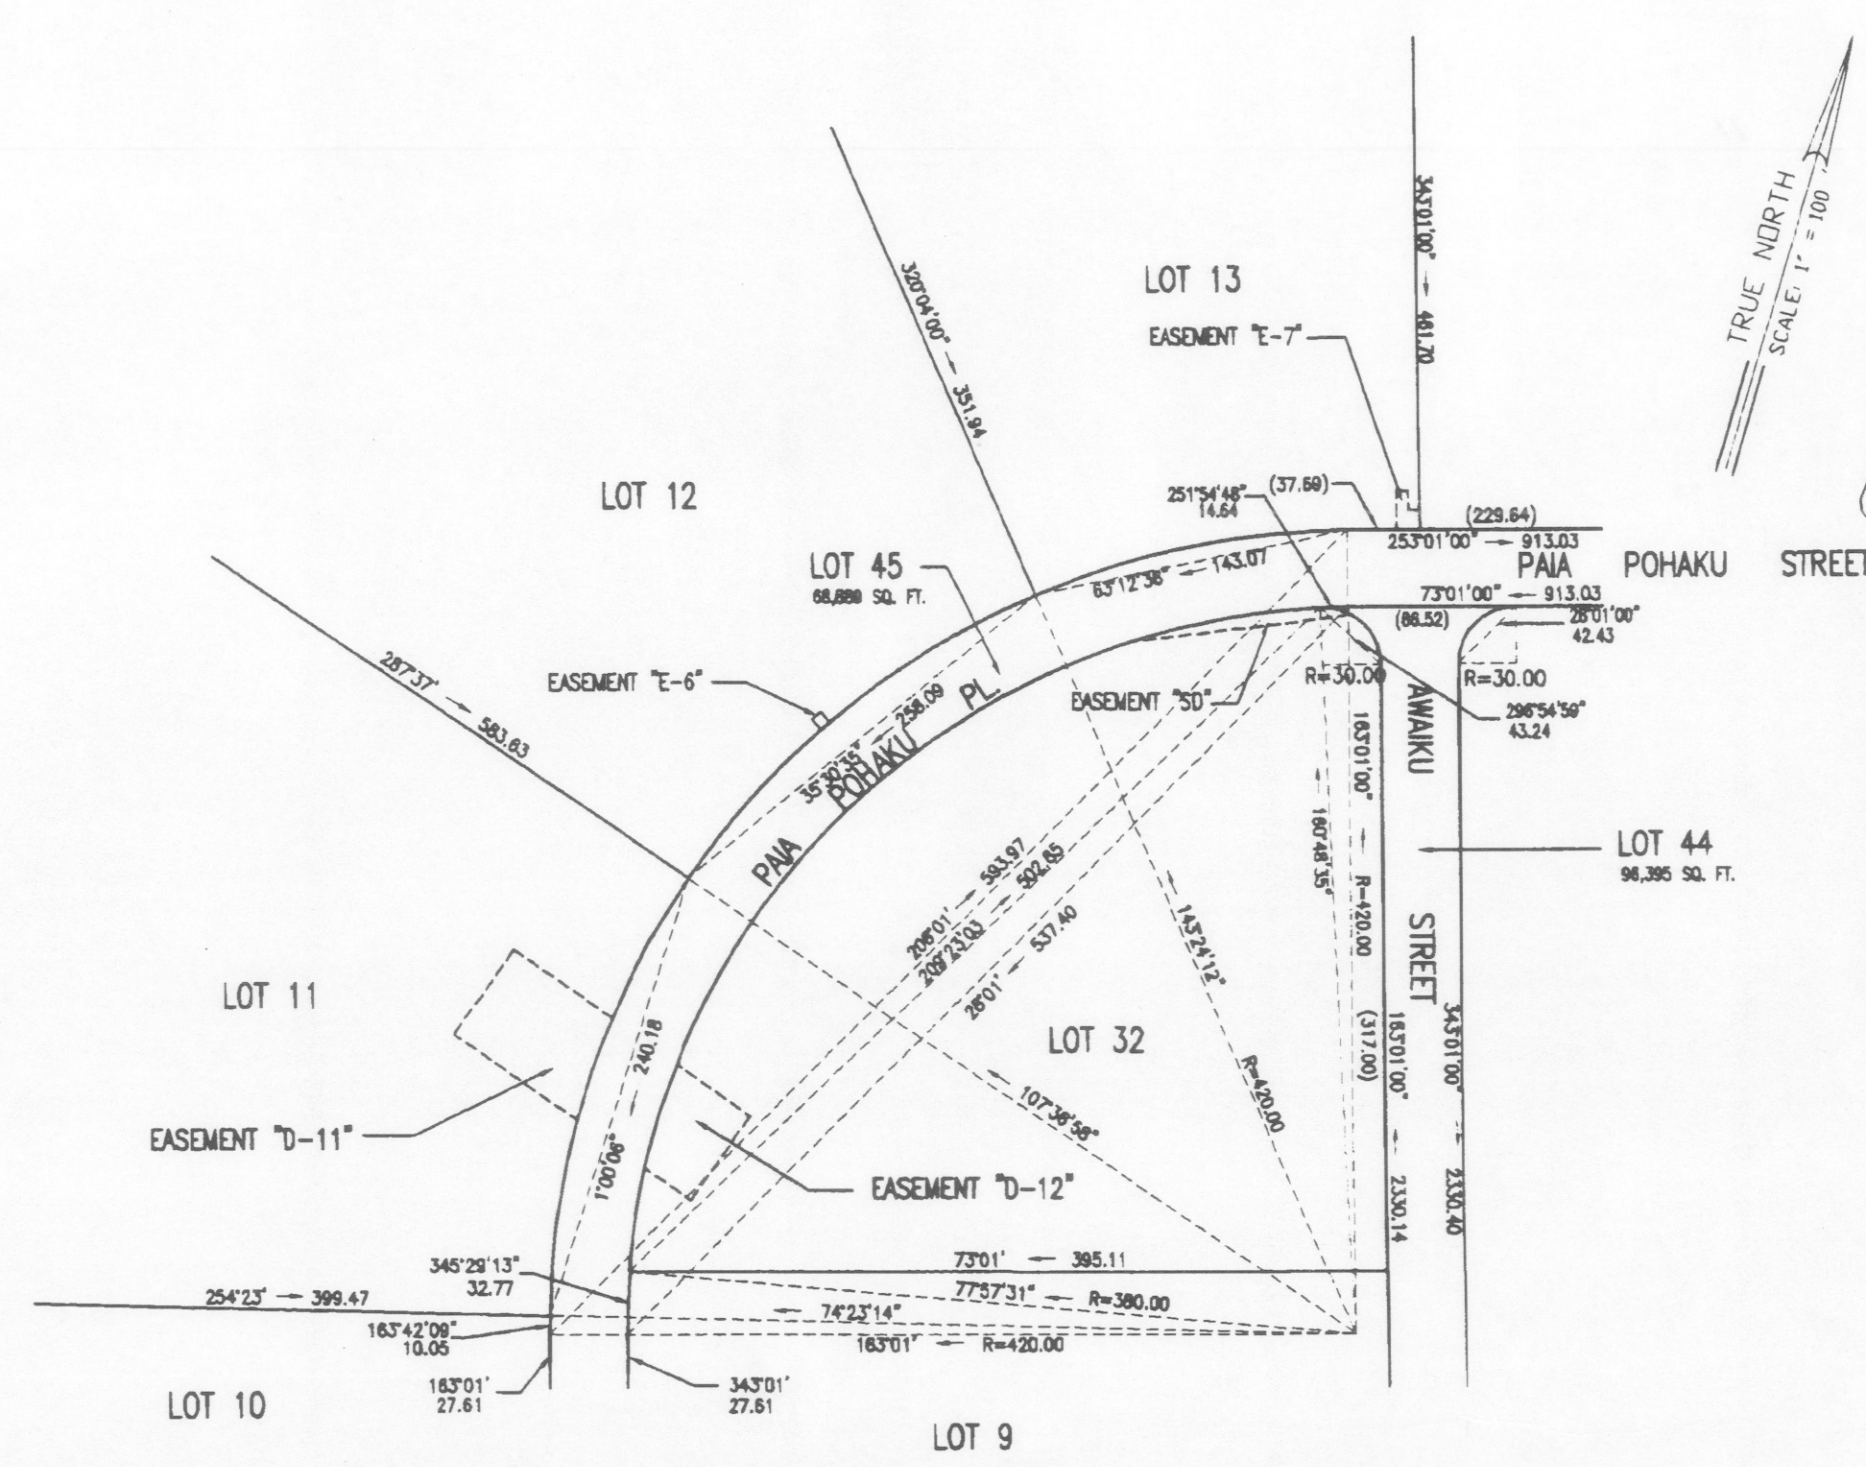 343°01'00" → 461.70
TRUE NORTH
SCALE: 1" = 100'
LOT 13
EASEMENT "E-7"
320°04'00" → 351.94
LOT 12
251°54'48"
14.64
(37.69)
(229.64)
253°01'00" → 913.03
PAIA POHAKU STREET
73°01'00" ← 913.03
(86.52)
28°01'00"
42.43
LOT 45
SQ. FT.
63°12'36" ← 143.07
EASEMENT "E-6"
35°30'35" ← 258.09
PAIA POHAKU PL.
EASEMENT "SD"
R=30.00
R=30.00
296°54'59"
43.24
287°37' → 583.63
AWAIKU STREET
163°01'00" → R=420.00
(317.00)
160°48'35"
LOT 44
96,395 SQ. FT.
208°01' → 593.97
209°23'03 → 502.65
28°01' ← 537.40
143°24'12"
R=420.00
107°36'58"
LOT 11
LOT 32
240.18
1°00'06"
EASEMENT "D-11"
EASEMENT "D-12"
163°01'00" → 2330.14
343°01'00" → 2330.40
345°29'13"
32.77
73°01' ← 395.11
77°57'31" ← R=380.00
254°23' → 399.47
74°23'14"
163°42'09"
10.05
163°01' ← R=420.00
163°01'
27.61
343°01'
27.61
LOT 10
LOT 9